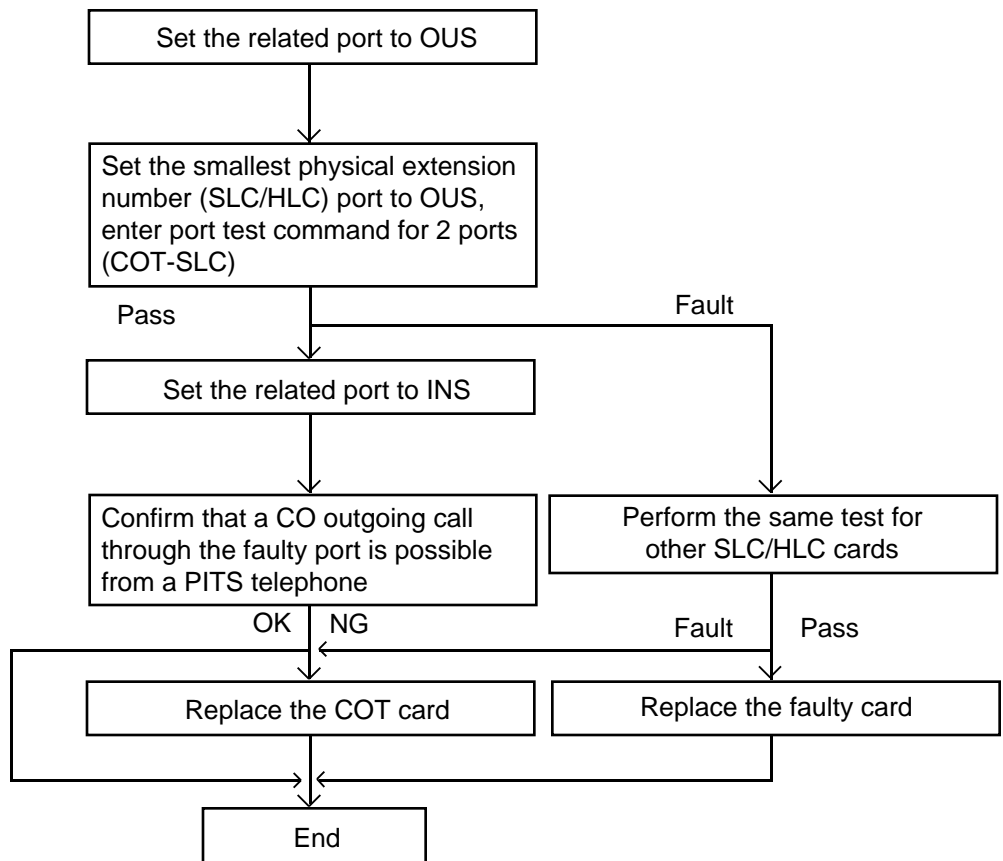 Set the related port to OUS
Set the smallest physical extension
number (SLC/HLC) port to OUS,
enter port test command for 2 ports
(COT-SLC)
Pass
Fault
Set the related port to INS
Confirm that a CO outgoing call
through the faulty port is possible
from a PITS telephone
Perform the same test for
other SLC/HLC cards
OK
NG
Fault
Pass
Replace the COT card
Replace the faulty card
End